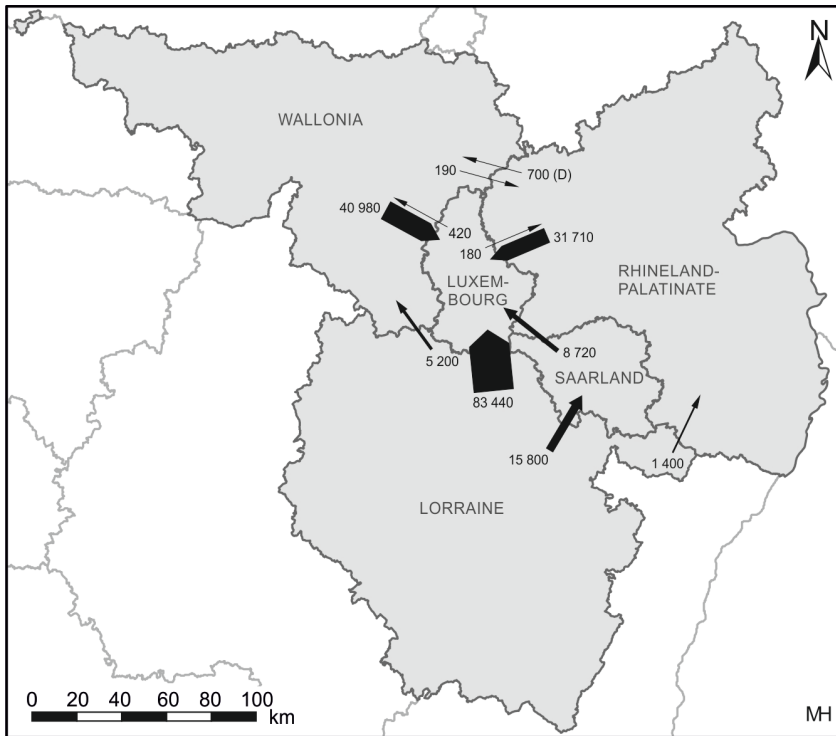 N
WALLONIA
190
700 (D)
40 980
420
180
31 710
LUXEM-
BOURG
RHINELAND-
PALATINATE
5 200
8 720
SAARLAND
83 440
15 800
1 400
LORRAINE
0 20 40 60 80 100
km
MH